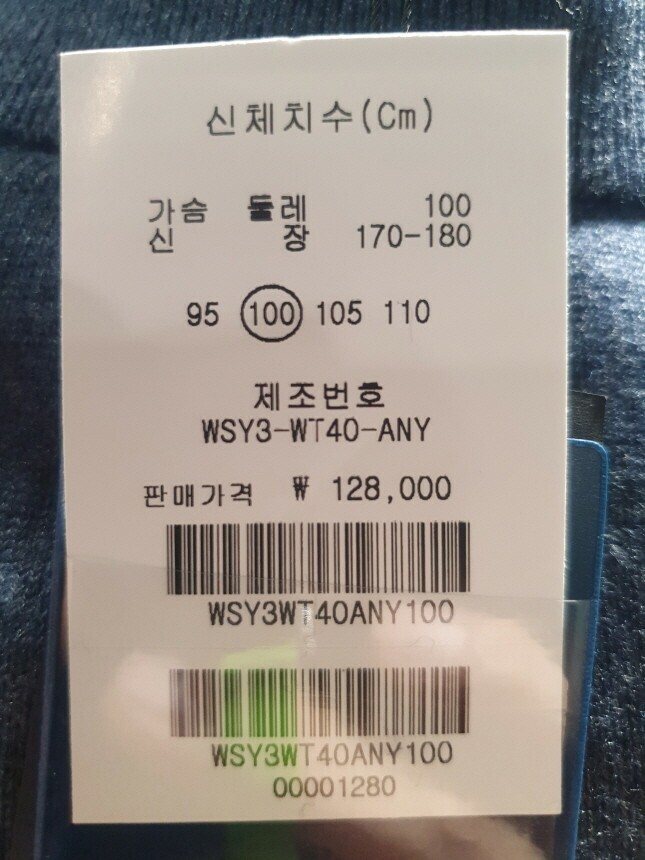 신체치수(Cm)
가슴 둘레 100
신 장 170-180
95 100 105 110
제조번호
WSY3-WT40-ANY
판매가격 ₩ 128,000
WSY3WT40ANY100
WSY3WT40ANY100
00001280